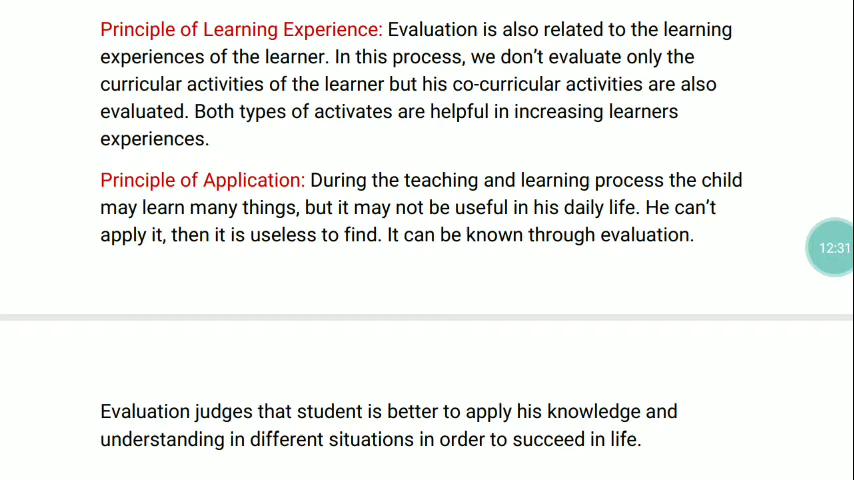 Principle of Learning Experience: Evaluation is also related to the learning
experiences of the learner. In this process, we don’t evaluate only the
curricular activities of the learner but his co-curricular activities are also
evaluated. Both types of activates are helpful in increasing learners
experiences.
Principle of Application: During the teaching and learning process the child
may learn many things, but it may not be useful in his daily life. He can’t
apply it, then it is useless to find. It can be known through evaluation.
12:31
Evaluation judges that student is better to apply his knowledge and
understanding in different situations in order to succeed in life.